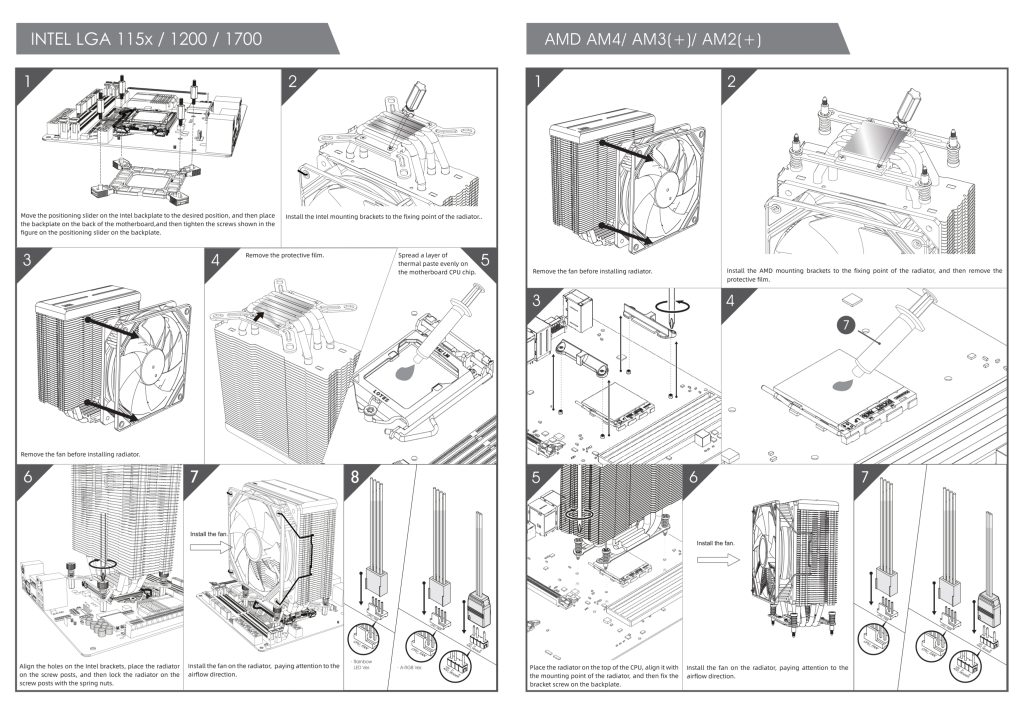 INTEL LGA 115x / 1200 / 1700
1
Move the positioning slider on the Intel backplate to the desired position, and then place
the backplate on the back of the motherboard,and then tighten the screws shown in the
figure on the positioning slider on the backplate.
2
Install the Intel mounting brackets to the fixing point of the radiator..
3
Remove the fan before installing radiator.
4
Remove the protective film.
5
Spread a layer of
thermal paste evenly on
the motherboard CPU chip.
6
Align the holes on the Intel brackets, place the radiator
on the screw posts, and then lock the radiator on the
screw posts with the spring nuts.
7
Install the fan.
Install the fan on the radiator, paying attention to the
airflow direction.
8
- Rainbow
LED Ver.
- A-RGB Ver.
AMD AM4/ AM3(+)/ AM2(+)
1
Remove the fan before installing radiator.
2
Install the AMD mounting brackets to the fixing point of the radiator, and then remove the
protective film.
3
4
7
5
Place the radiator on the top of the CPU, align it with
the mounting point of the radiator, and then fix the
bracket screw on the backplate.
6
Install the fan.
Install the fan on the radiator, paying attention to the
airflow direction.
7